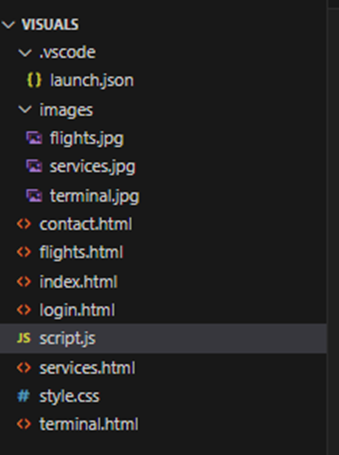 VISUALS
.vscode
{} launch.json
images
flights.jpg
services.jpg
terminal.jpg
<> contact.html
<> flights.html
<> index.html
<> login.html
JS script.js
<> services.html
# style.css
<> terminal.html